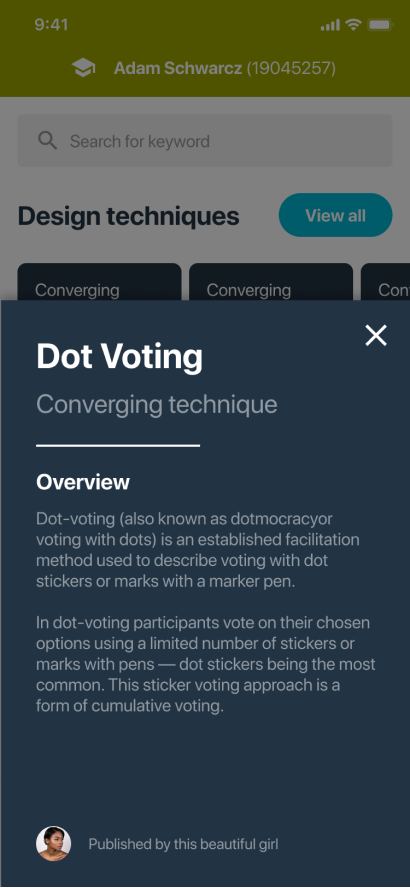 9:41
Adam Schwarcz (19045257)
Search for keyword
Design techniques
View all
Converging
Converging
Con
Dot Voting
Converging technique
Overview
Dot-voting (also known as dotmocracyor
voting with dots) is an established facilitation
method used to describe voting with dot
stickers or marks with a marker pen.
In dot-voting participants vote on their chosen
options using a limited number of stickers or
marks with pens — dot stickers being the most
common. This sticker voting approach is a
form of cumulative voting.
Published by this beautiful girl